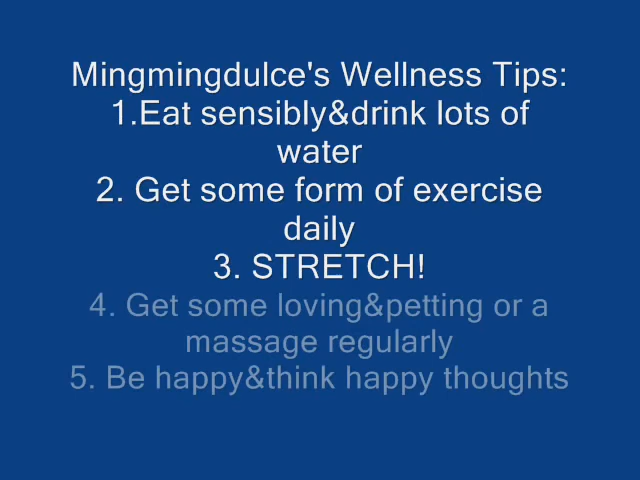 Mingmingdulce's Wellness Tips:
1.Eat sensibly&drink lots of
water
2. Get some form of exercise
daily
3. STRETCH!
4. Get some loving&petting or a
massage regularly
5. Be happy&think happy thoughts